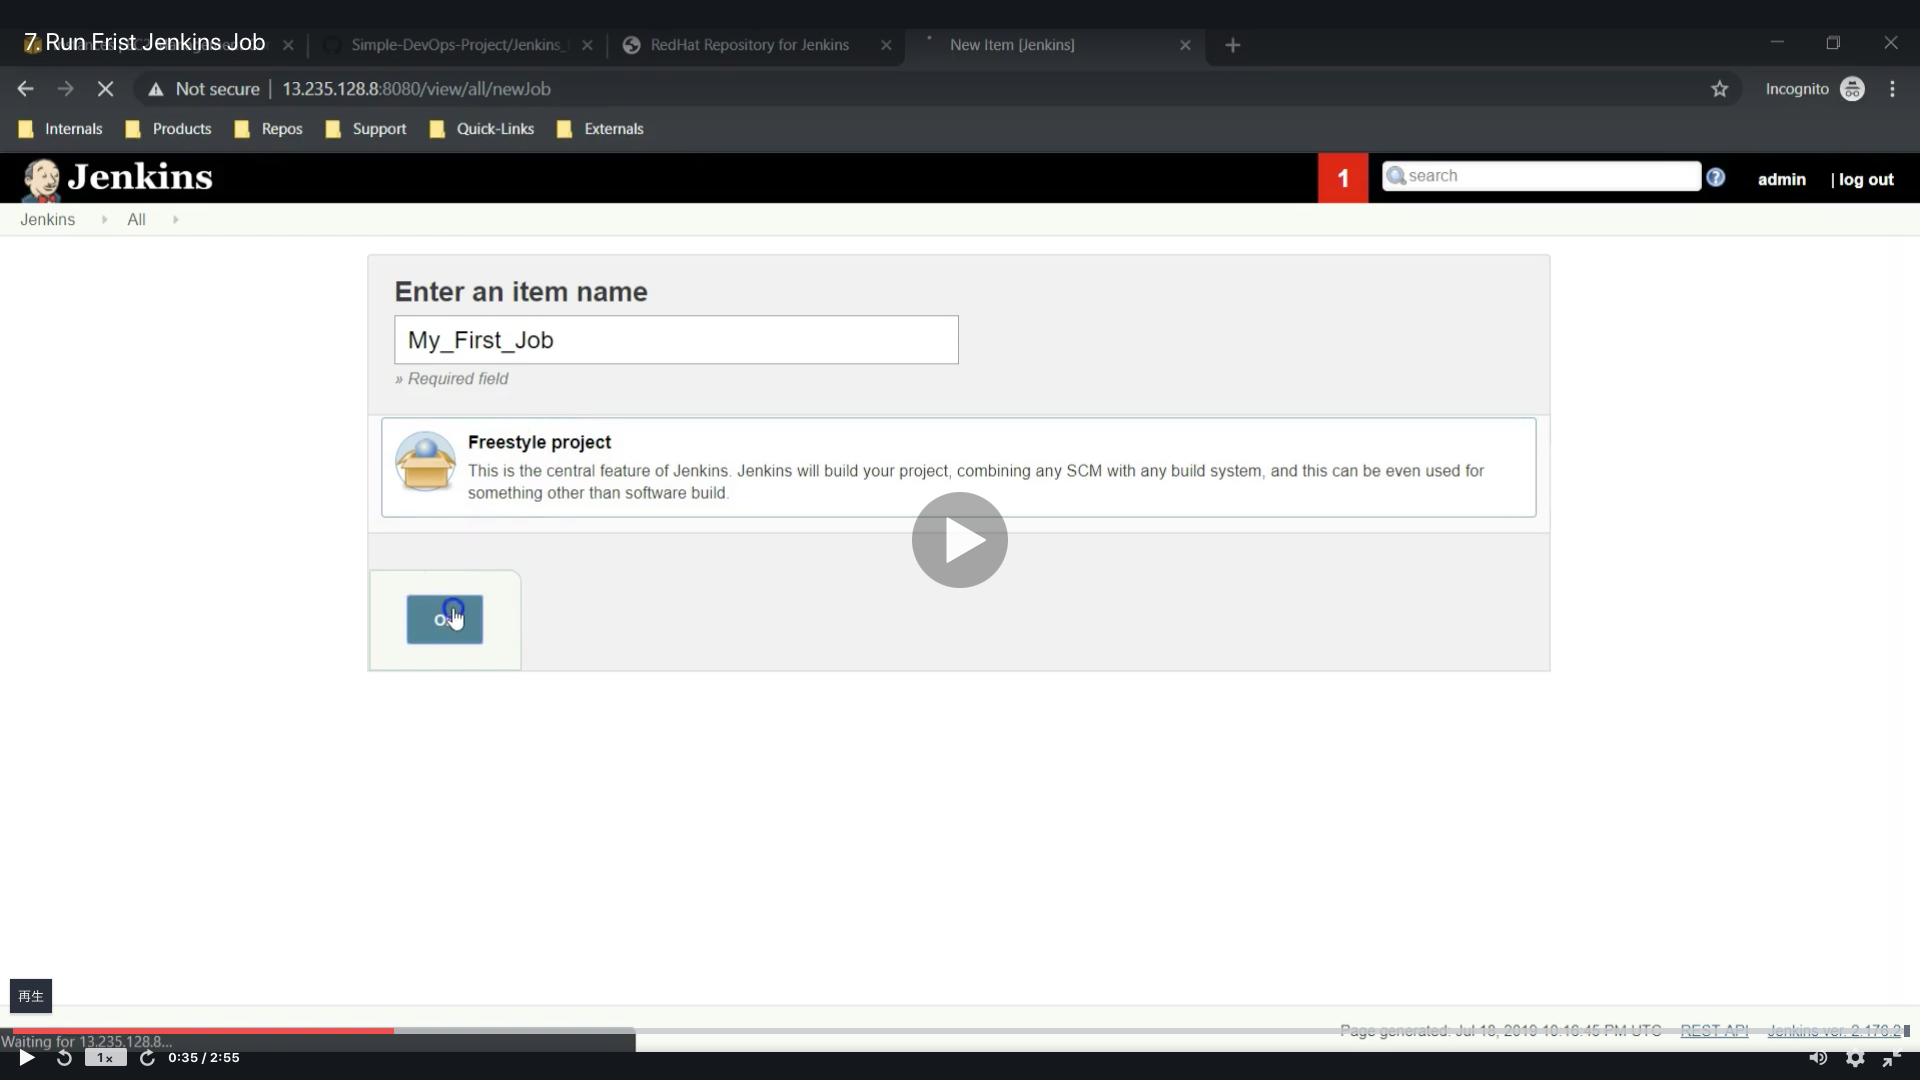 7. Run Frist Jenkins Job
Simple-DevOps-Project/Jenkins_
RedHat Repository for Jenkins
New Item [Jenkins]
Not secure | 13.235.128.8:8080/view/all/newJob
Incognito
Internals
Products
Repos
Support
Quick-Links
Externals
Jenkins
1
search
admin
| log out
Jenkins
All
Enter an item name
My_First_Job
» Required field
Freestyle project
This is the central feature of Jenkins. Jenkins will build your project, combining any SCM with any build system, and this can be even used for
something other than software build.
再生
Page generated: Jul 18, 2019 10:16:45 PM UTC
REST API
Jenkins ver. 2.176.2
Waiting for 13.235.128.8...
1x
0:35 / 2:55